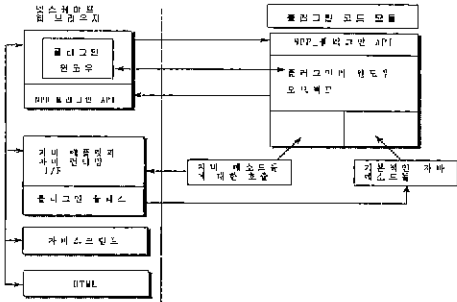 넷스케이프
웹 브라우저
플러그인
윈도우
NPP 플러그인 API
자바 애플릿과
자바 런타임
I/F
플러그인 클래스
자바스크립트
HTML
플러그인 코드 모듈
NPP_플러그인 API
플러그인의 윈도우
오브젝트
자바 메소드들
에 대한 호출
기본적인 자바
메소드들